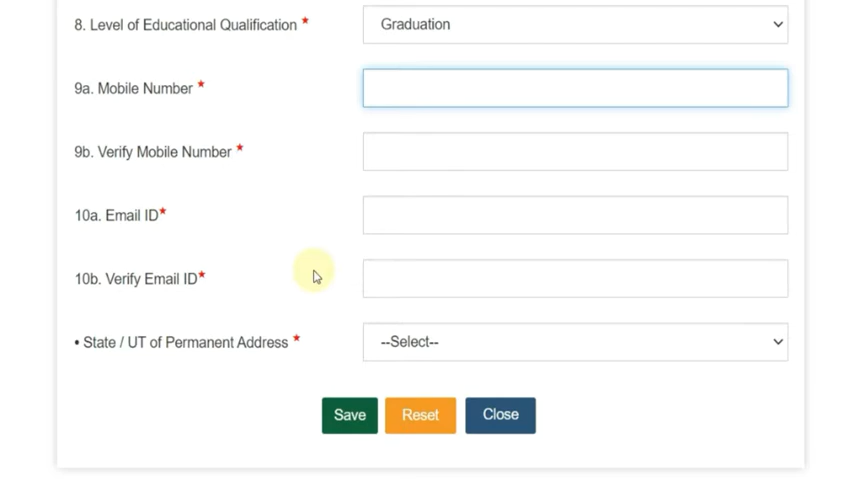 8. Level of Educational Qualification * Graduation
9a. Mobile Number *
9b. Verify Mobile Number *
10a. Email ID*
10b. Verify Email ID*
• State / UT of Permanent Address * --Select--
Save Reset Close